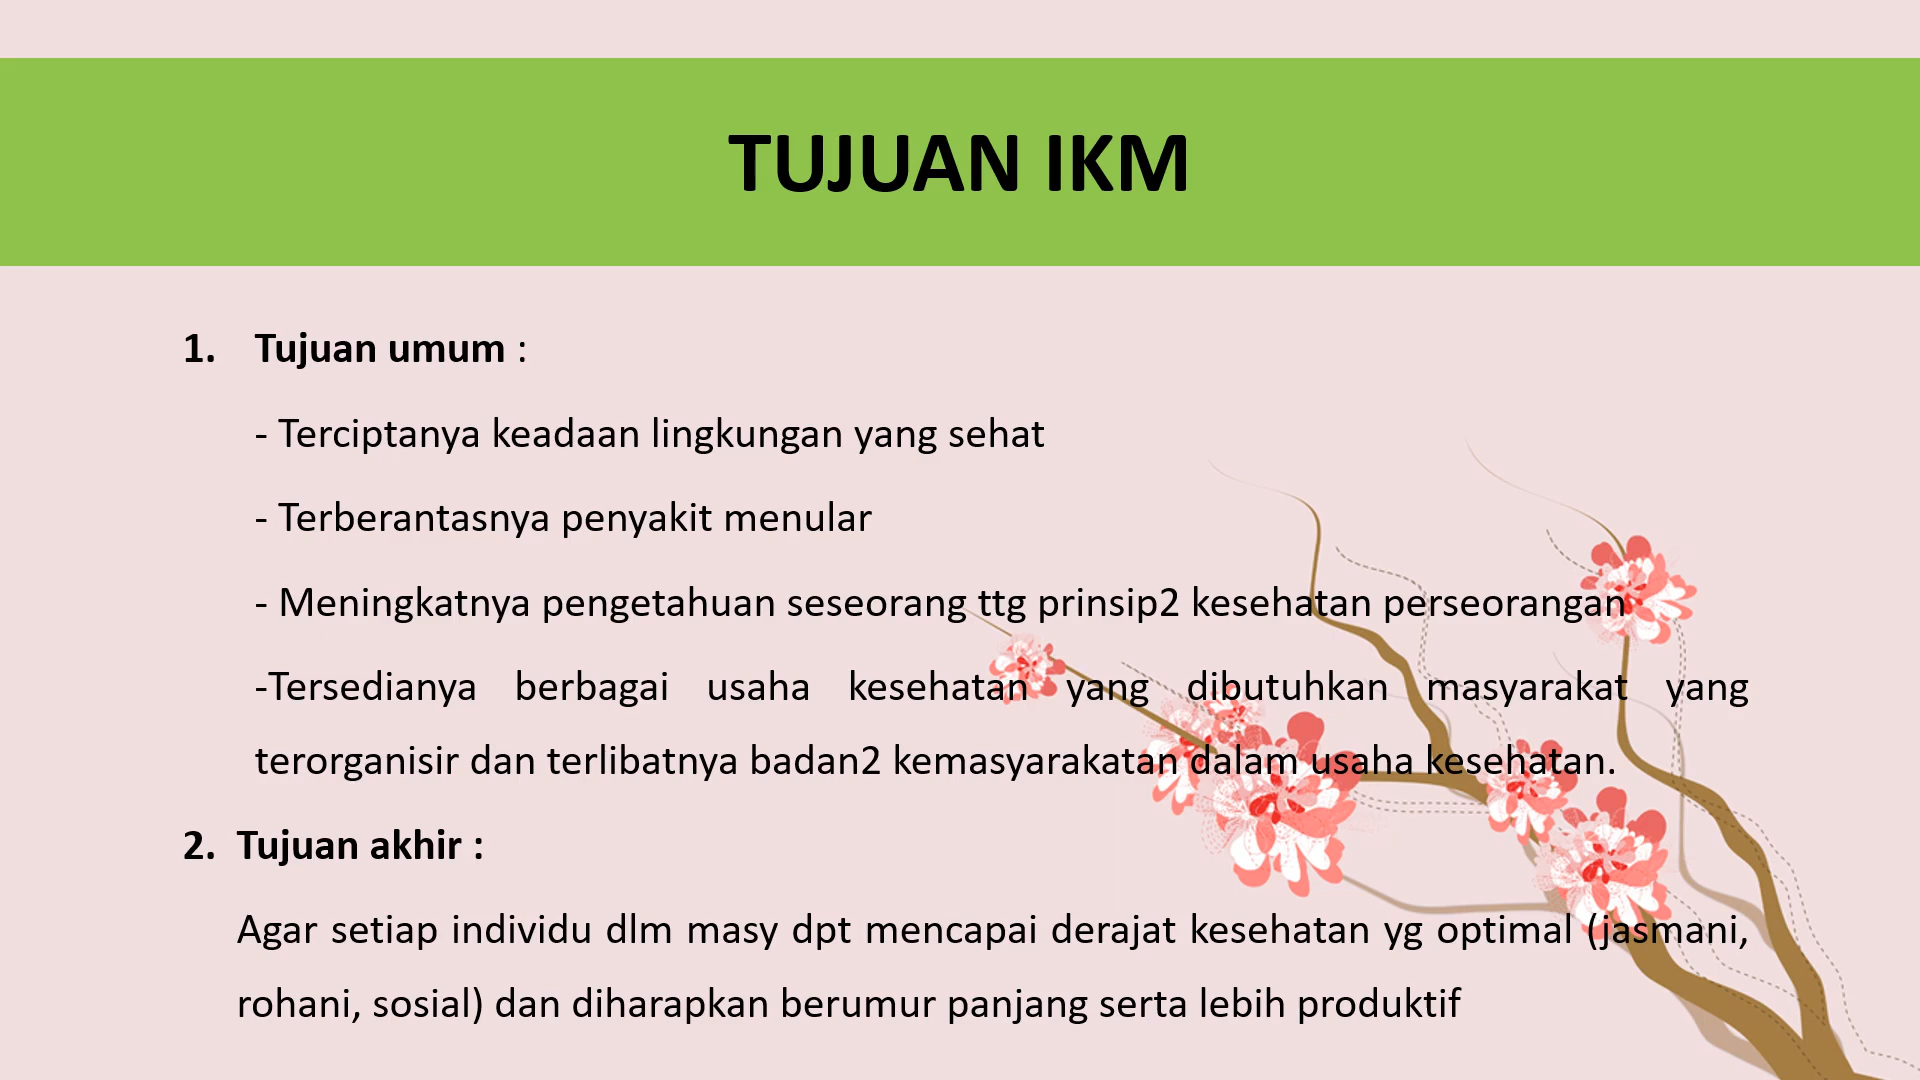 TUJUAN IKM
1. Tujuan umum :
- Terciptanya keadaan lingkungan yang sehat
- Terberantasnya penyakit menular
- Meningkatnya pengetahuan seseorang ttg prinsip2 kesehatan perseorangan
-Tersedianya berbagai usaha kesehatan yang dibutuhkan masyarakat yang
terorganisir dan terlibatnya badan2 kemasyarakatan dalam usaha kesehatan.
2. Tujuan akhir :
Agar setiap individu dlm masy dpt mencapai derajat kesehatan yg optimal (jasmani,
rohani, sosial) dan diharapkan berumur panjang serta lebih produktif